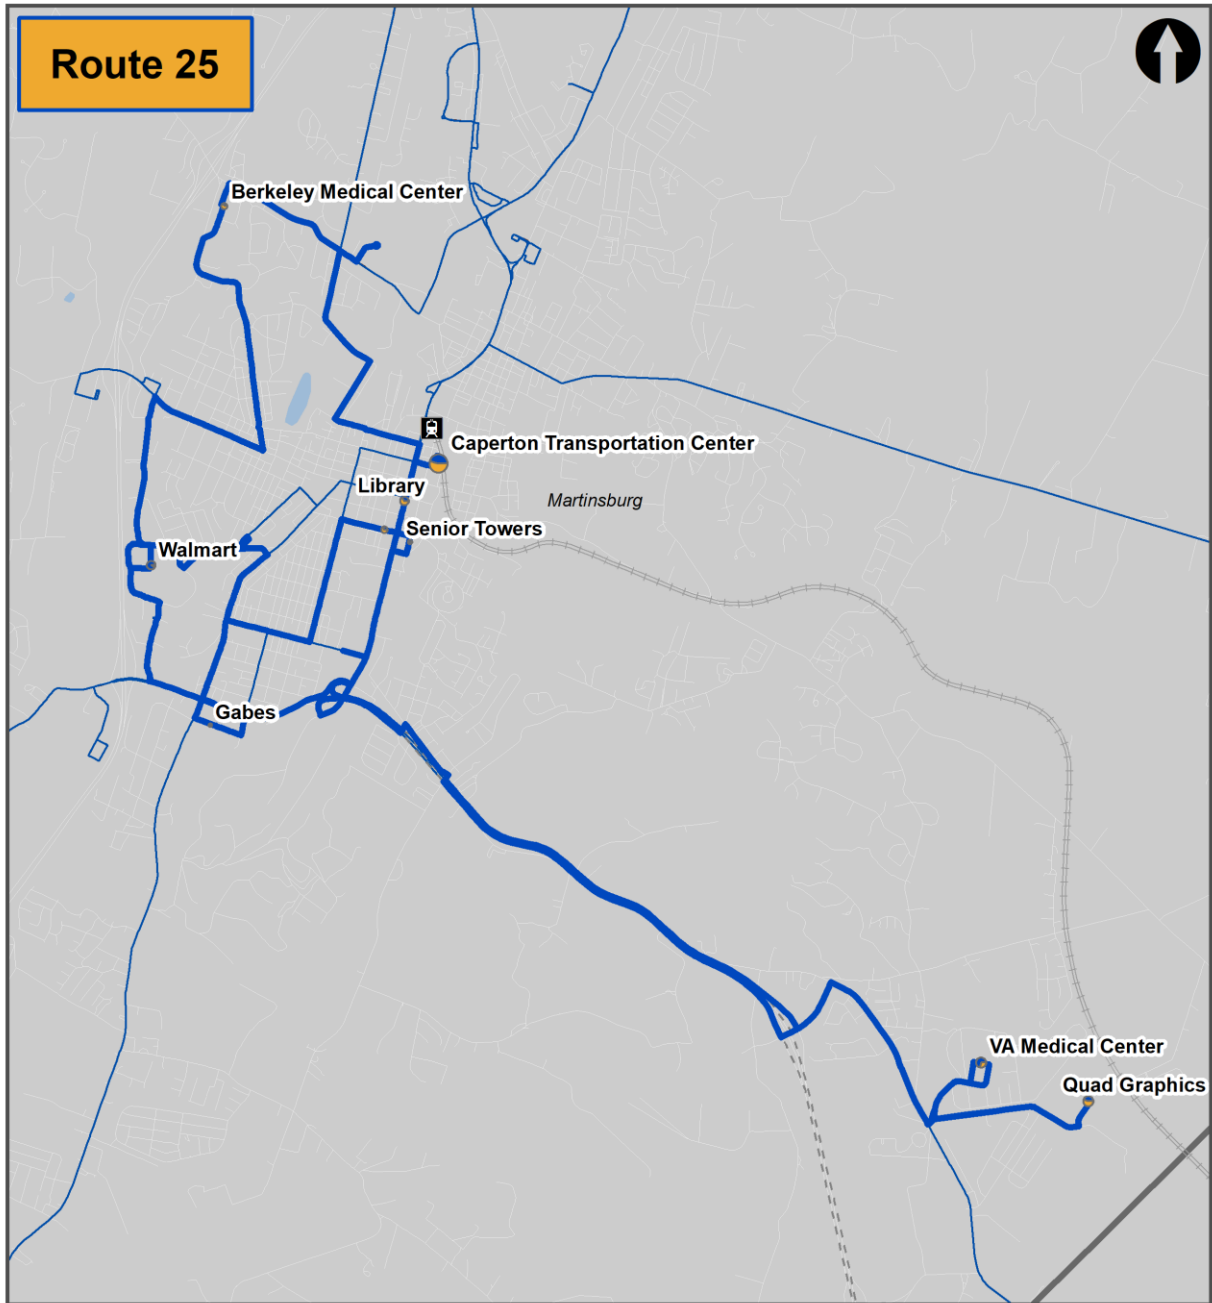 Route 25
Berkeley Medical Center
Caperton Transportation Center
Library
Martinsburg
Senior Towers
Walmart
Gabes
VA Medical Center
Quad Graphics